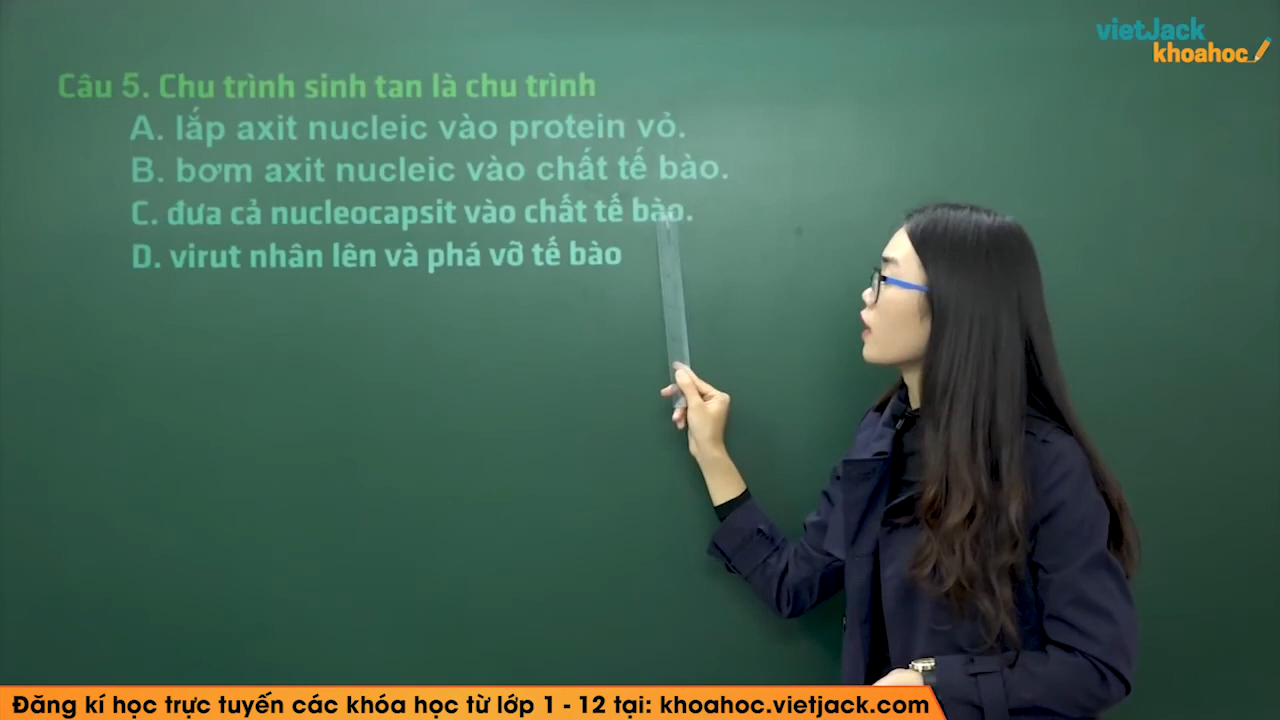 vietJack
khoahoc
Câu 5. Chu trình sinh tan là chu trình
A. lắp axit nucleic vào protein vỏ.
B. bơm axit nucleic vào chất tế bào.
C. đưa cả nucleocapsit vào chất tế bào.
D. virut nhân lên và phá vỡ tế bào
Đăng kí học trực tuyến các khóa học từ lớp 1 - 12 tại: khoahoc.vietjack.com